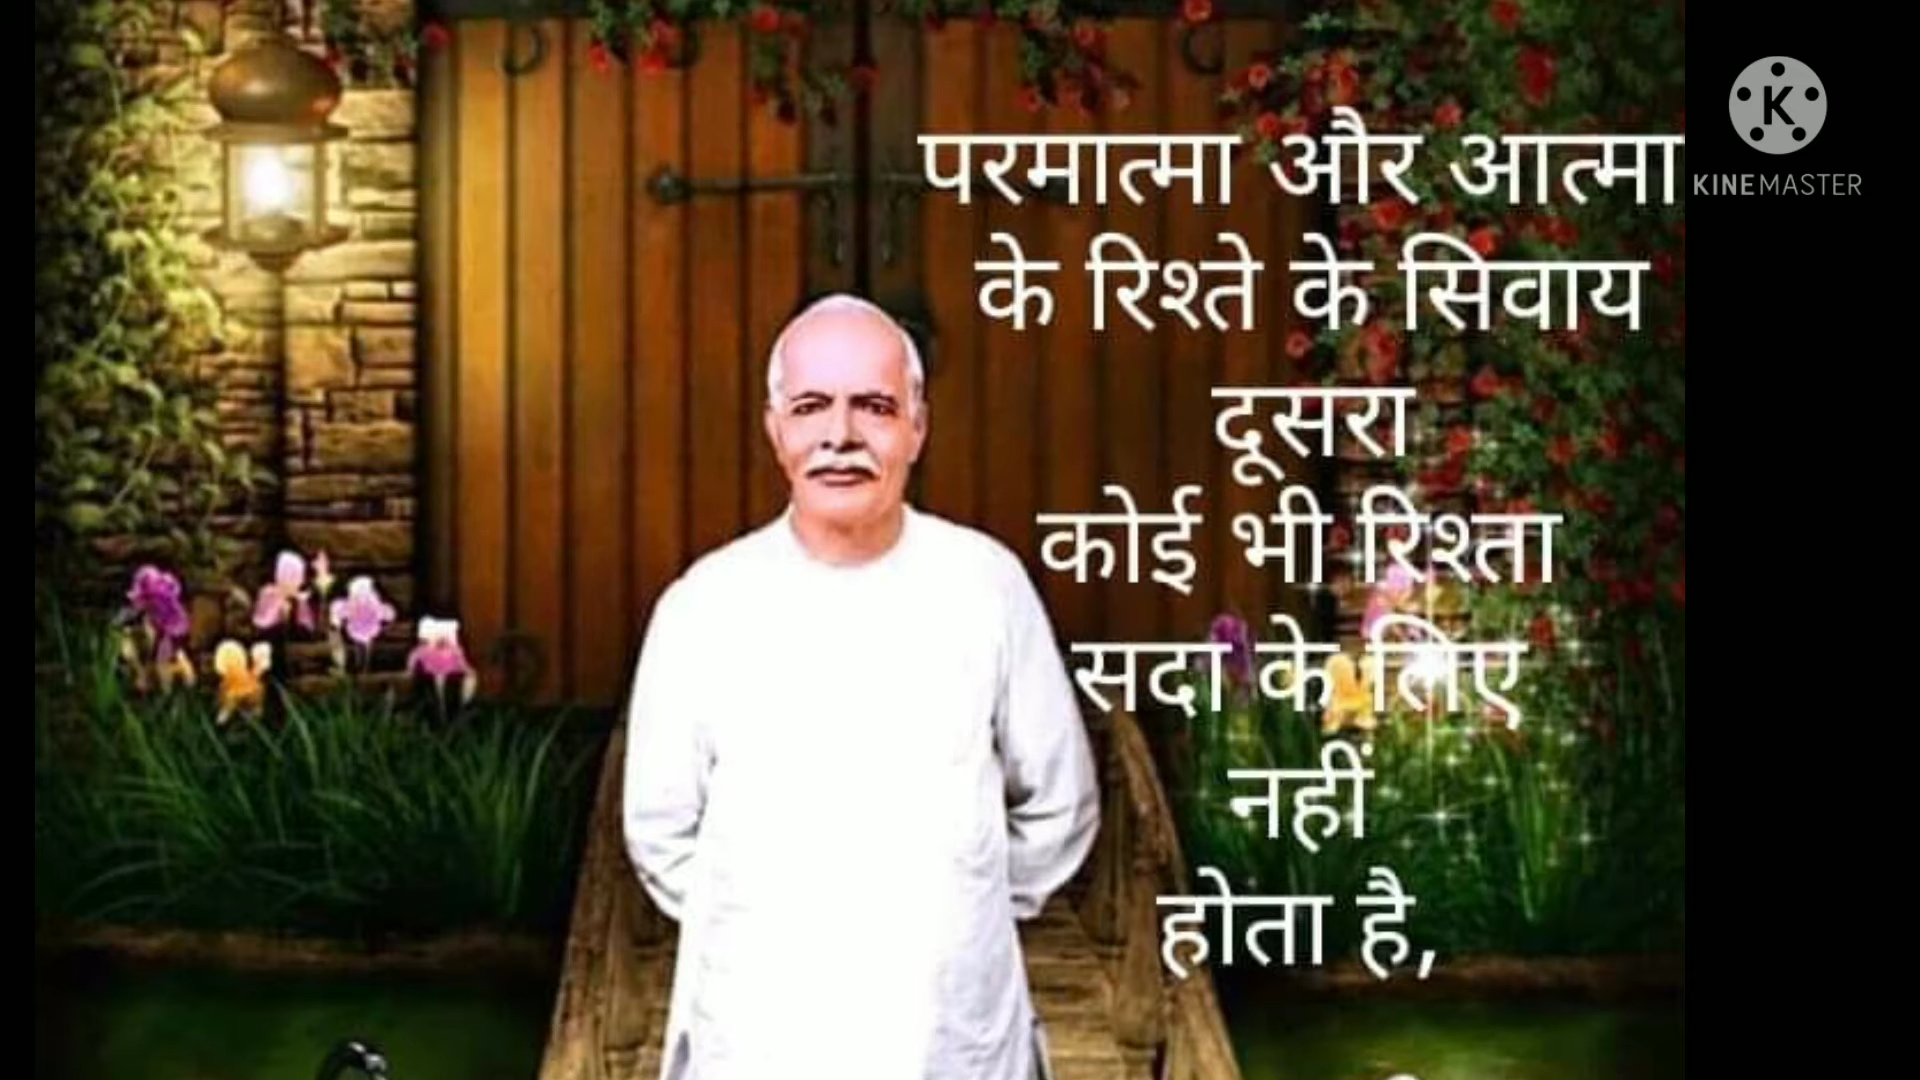 परमात्मा और आत्मा
के रिश्ते के सिवाय
दूसरा
कोई भी रिश्ता
सदा के लिए
नहीं
होता है,
K
KINEMASTER